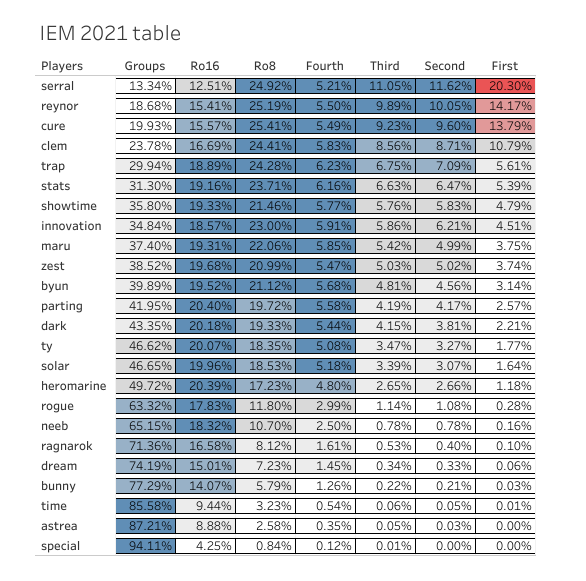 IEM 2021 table
Players Groups Ro16 Ro8 Fourth Third Second First
serral 13.34% 12.51% 24.92% 5.21% 11.05% 11.62% 20.30%
reynor 18.68% 15.41% 25.19% 5.50% 9.89% 10.05% 14.17%
cure 19.93% 15.57% 25.41% 5.49% 9.23% 9.60% 13.79%
clem 23.78% 16.69% 24.41% 5.83% 8.56% 8.71% 10.79%
trap 29.94% 18.89% 24.28% 6.23% 6.75% 7.09% 5.61%
stats 31.30% 19.16% 23.71% 6.16% 6.63% 6.47% 5.39%
showtime 35.80% 19.33% 21.46% 5.77% 5.76% 5.83% 4.79%
innovation 34.84% 18.57% 23.00% 5.91% 5.86% 6.21% 4.51%
maru 37.40% 19.31% 22.06% 5.85% 5.42% 4.99% 3.75%
zest 38.52% 19.68% 20.99% 5.47% 5.03% 5.02% 3.74%
byun 39.89% 19.52% 21.12% 5.68% 4.81% 4.56% 3.14%
parting 41.95% 20.40% 19.72% 5.58% 4.19% 4.17% 2.57%
dark 43.35% 20.18% 19.33% 5.44% 4.15% 3.81% 2.21%
ty 46.62% 20.07% 18.35% 5.08% 3.47% 3.27% 1.77%
solar 46.65% 19.96% 18.53% 5.18% 3.39% 3.07% 1.64%
heromarine 49.72% 20.39% 17.23% 4.80% 2.65% 2.66% 1.18%
rogue 63.32% 17.83% 11.80% 2.99% 1.14% 1.08% 0.28%
neeb 65.15% 18.32% 10.70% 2.50% 0.78% 0.78% 0.16%
ragnarok 71.36% 16.58% 8.12% 1.61% 0.53% 0.40% 0.10%
dream 74.19% 15.01% 7.23% 1.45% 0.34% 0.33% 0.06%
bunny 77.29% 14.07% 5.79% 1.26% 0.22% 0.21% 0.03%
time 85.58% 9.44% 3.23% 0.54% 0.06% 0.05% 0.01%
astrea 87.21% 8.88% 2.58% 0.35% 0.05% 0.03% 0.00%
special 94.11% 4.25% 0.84% 0.12% 0.01% 0.00% 0.00%